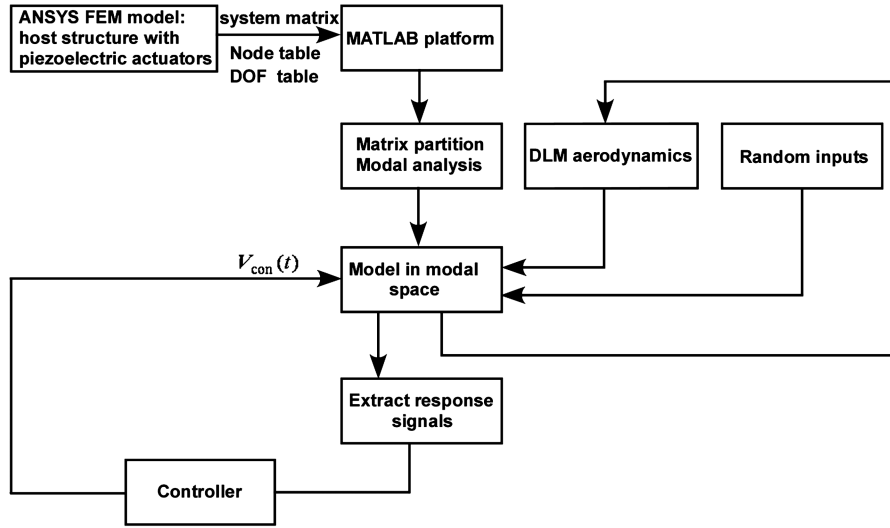 ANSYS FEM model:
host structure with
piezoelectric actuators
system matrix
Node table
DOF table
MATLAB platform
Matrix partition
Modal analysis
DLM aerodynamics
Random inputs
V_con (t)
Model in modal
space
Extract response
signals
Controller